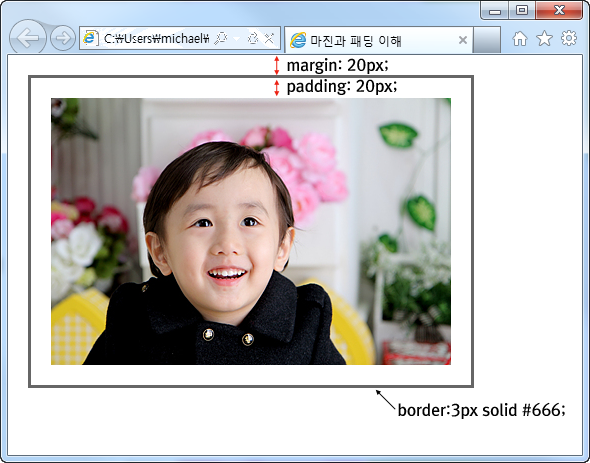 C:₩Users₩michael₩
마진과 패딩 이해
margin: 20px;
padding: 20px;
border:3px solid #666;